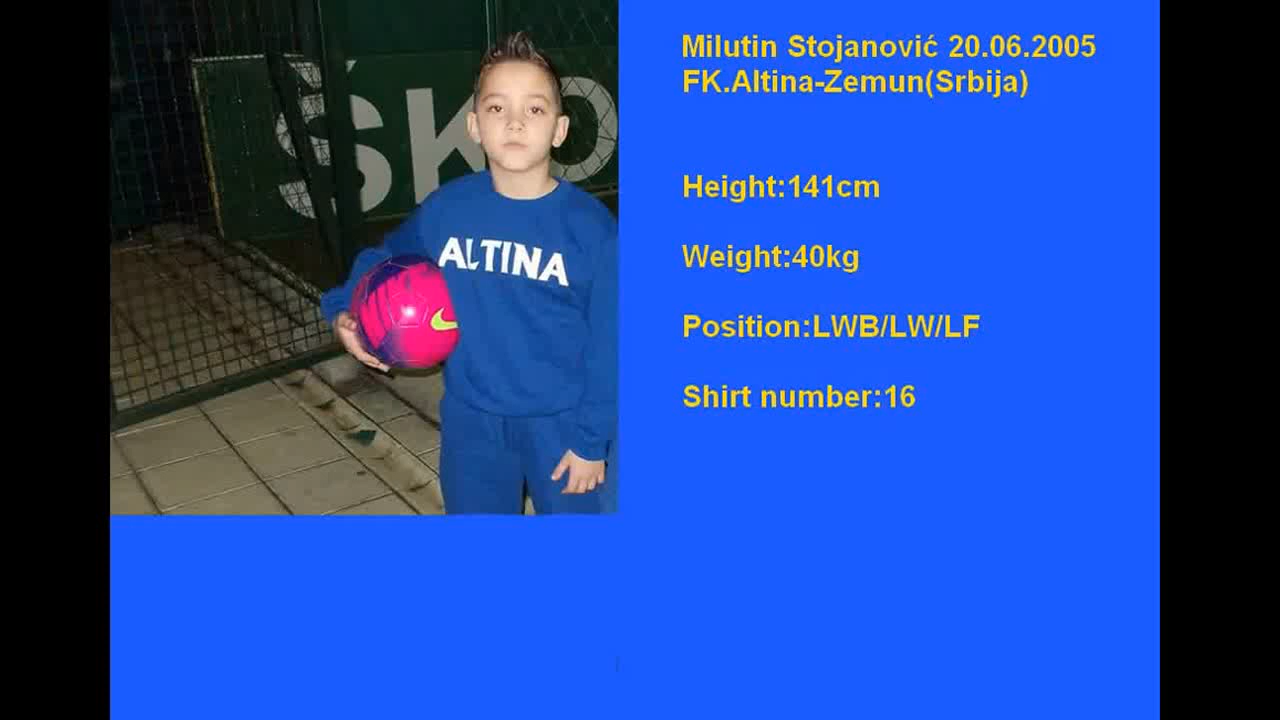 Milutin Stojanović 20.06.2005
FK.Altina-Zemun(Srbija)
Height:141cm
Weight:40kg
Position:LWB/LW/LF
Shirt number:16
ŠKO
ALTINA